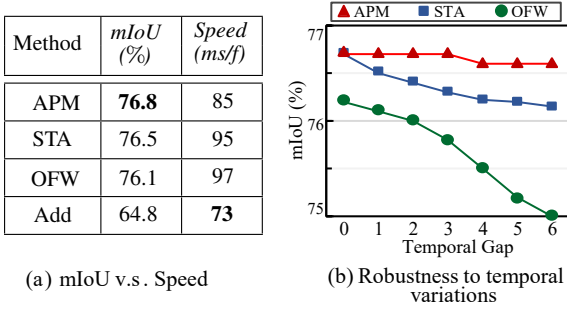 Method mIoU (%) Speed (ms/f)
APM 76.8 85
STA 76.5 95
OFW 76.1 97
Add 64.8 73
(a) mIoU v.s. Speed
APM STA OFW
77
76
75
mIoU (%)
0 1 2 3 4 5 6
Temporal Gap
(b) Robustness to temporal
variations